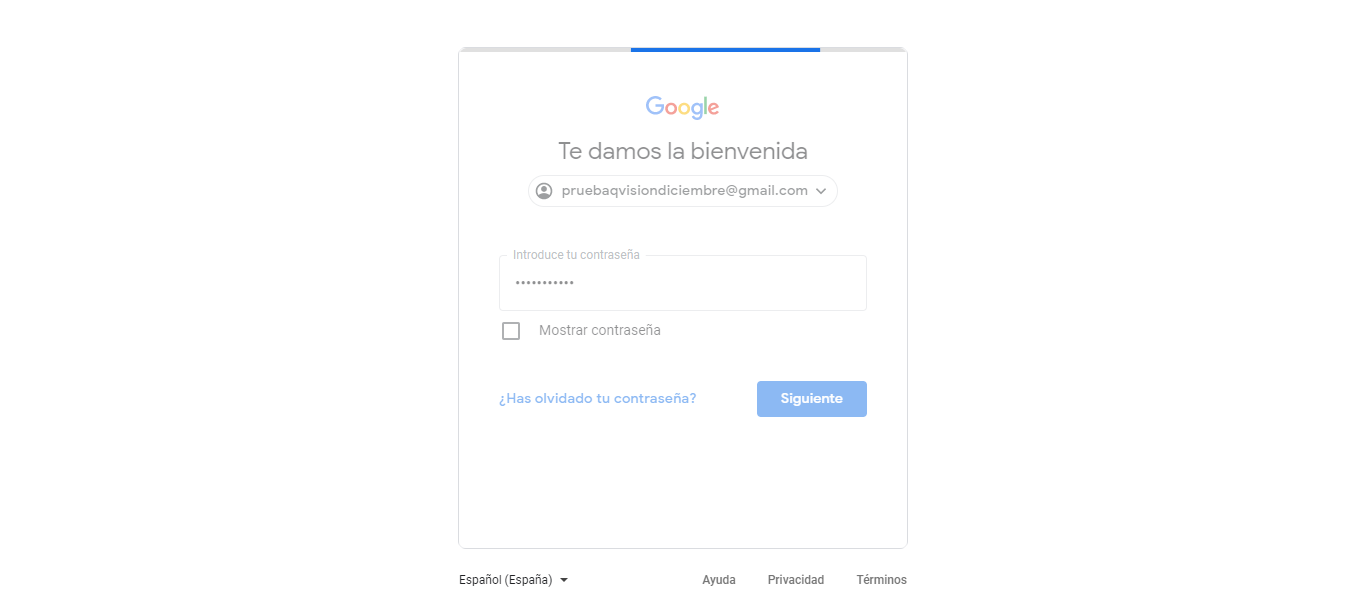 Google
Te damos la bienvenida
pruebaqvisiondiciembre@gmail.com
Introduce tu contraseña
•••••••••••
Mostrar contraseña
¿Has olvidado tu contraseña?
Siguiente
Español (España)
Ayuda
Privacidad
Términos